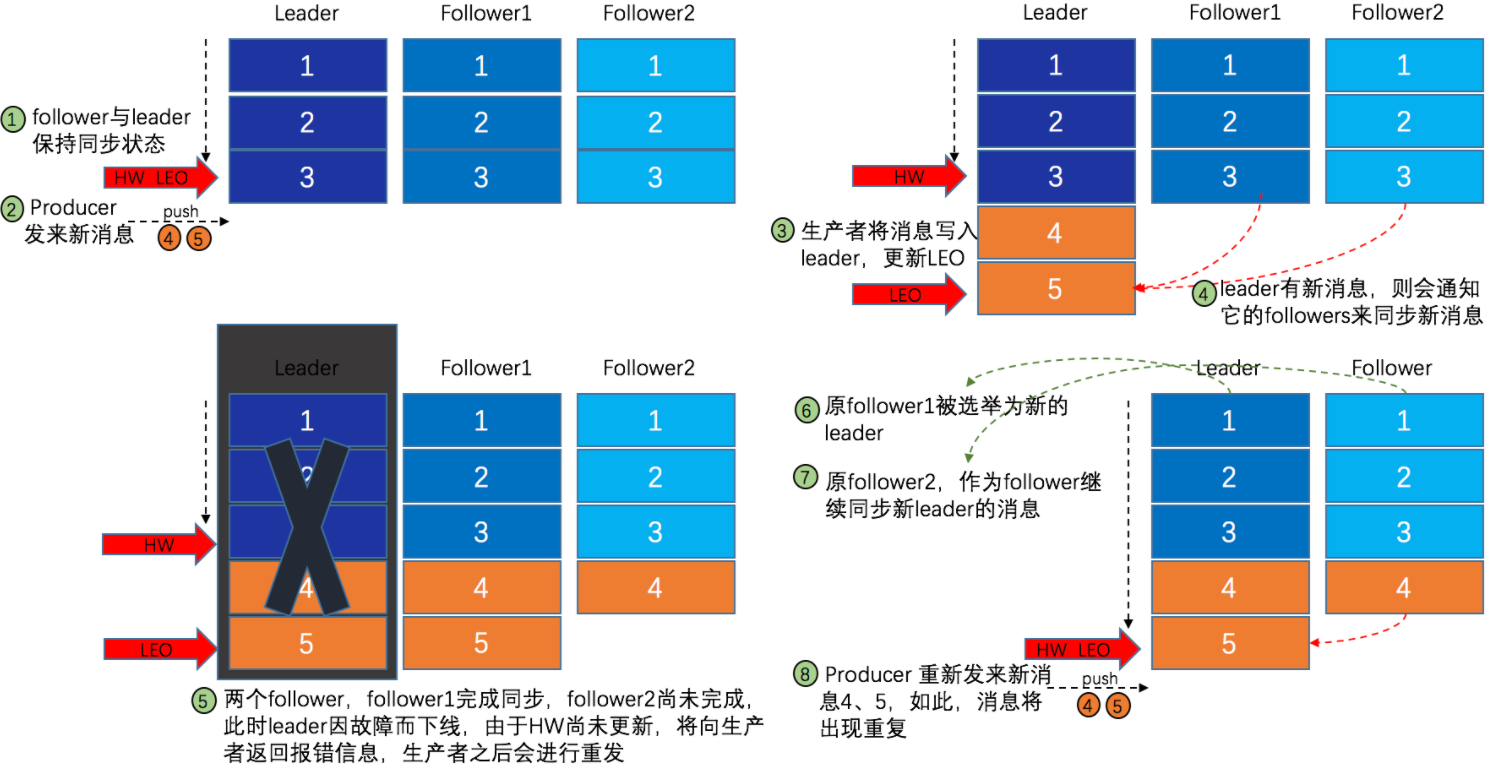 Leader Follower1 Follower2
1 1 1
2 2 2
3 3 3
① follower与leader
保持同步状态
HW LEO
② Producer
发来新消息
push
4 5
Leader Follower1 Follower2
1 1 1
2 2 2
3 3 3
HW
4
5
③ 生产者将消息写入
leader，更新LEO
LEO
④ leader有新消息，则会通知
它的followers来同步新消息
Leader Follower1 Follower2
1 1 1
2 2 2
3 3
4 4 4
5 5
HW
LEO
⑤ 两个follower，follower1完成同步，follower2尚未完成，
此时leader因故障而下线，由于HW尚未更新，将向生产
者返回报错信息，生产者之后会进行重发
Leader Follower
⑥ 原follower1被选举为新的
leader
⑦ 原follower2，作为follower继
续同步新leader的消息
1 1
2 2
3 3
4 4
5
HW LEO
⑧ Producer 重新发来新消
息4、5，如此，消息将
出现重复
push
4 5